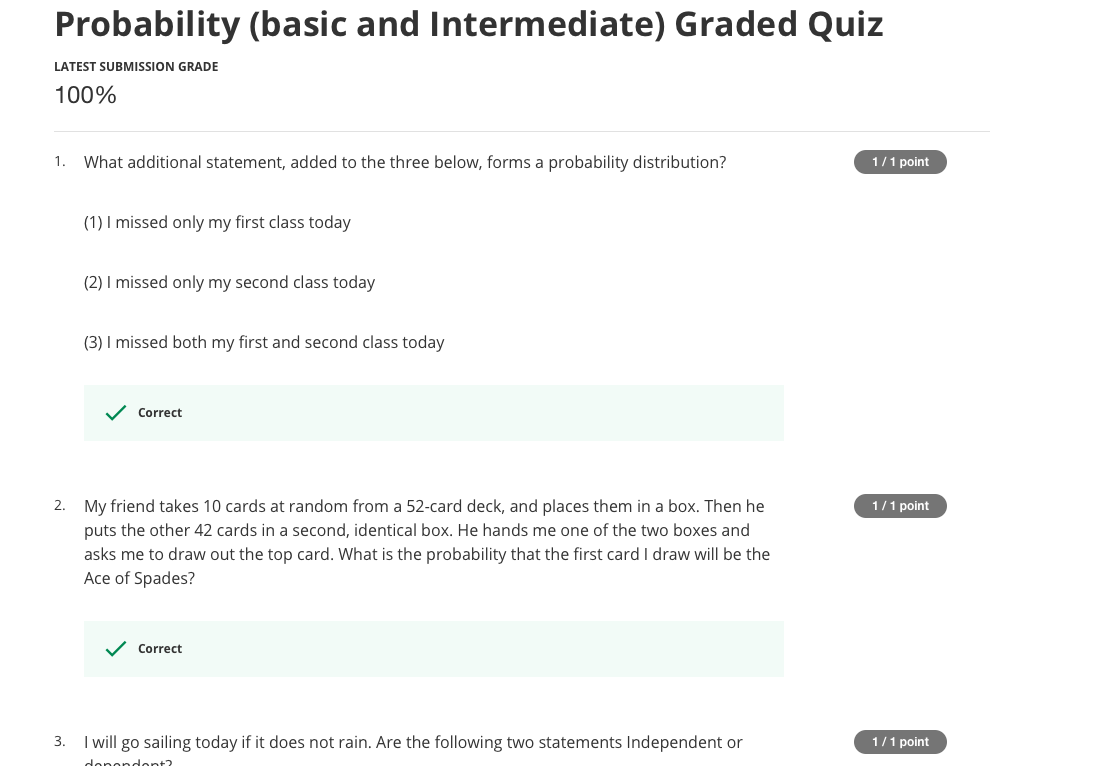 Probability (basic and Intermediate) Graded Quiz
LATEST SUBMISSION GRADE
100%
1. What additional statement, added to the three below, forms a probability distribution? 1 / 1 point
(1) I missed only my first class today
(2) I missed only my second class today
(3) I missed both my first and second class today
Correct
2. My friend takes 10 cards at random from a 52-card deck, and places them in a box. Then he 1 / 1 point
puts the other 42 cards in a second, identical box. He hands me one of the two boxes and
asks me to draw out the top card. What is the probability that the first card I draw will be the
Ace of Spades?
Correct
3. I will go sailing today if it does not rain. Are the following two statements Independent or 1 / 1 point
dependent?